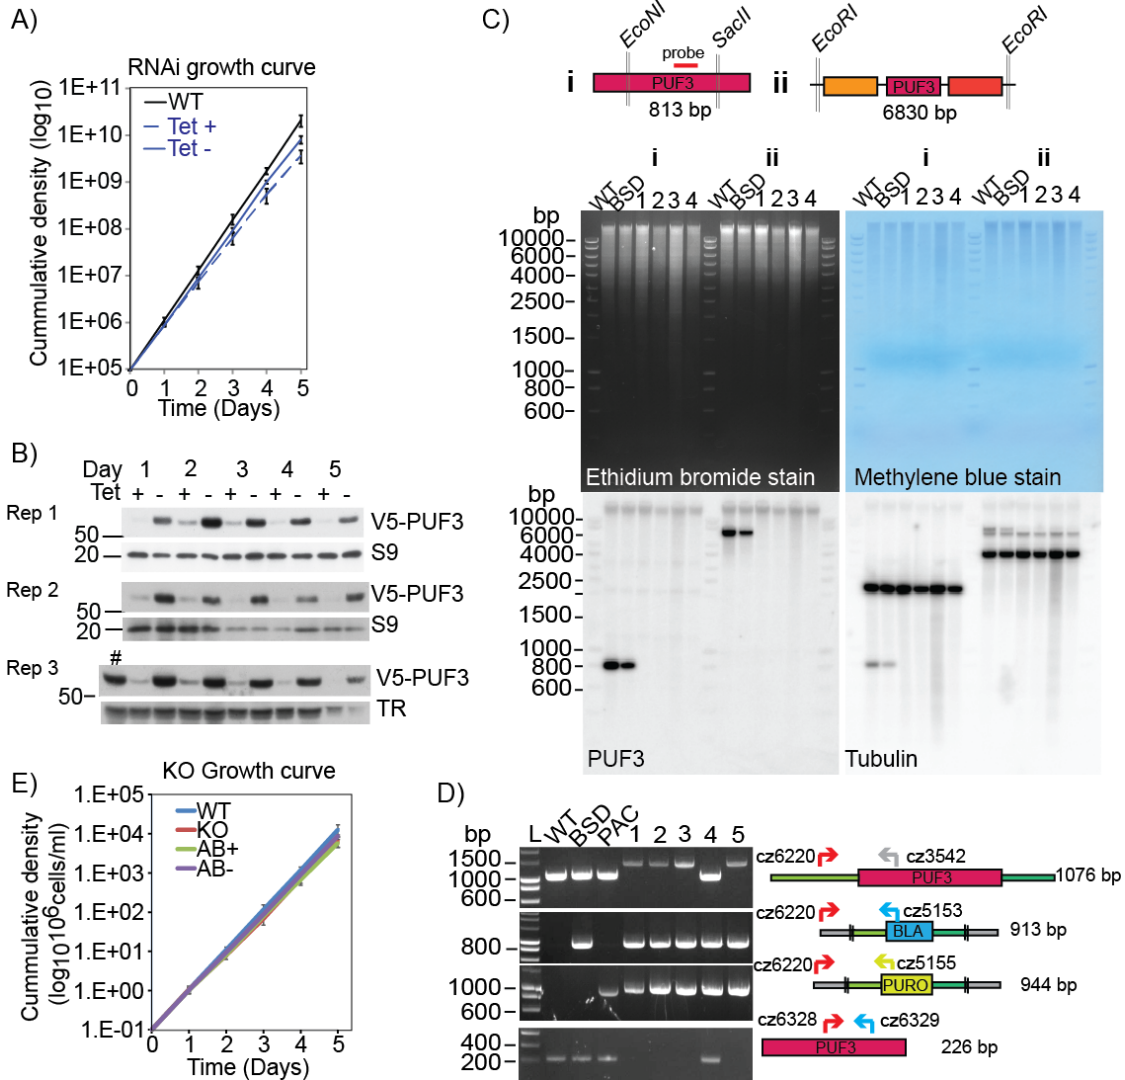 A)
RNAi growth curve
Cummulative density (log10)
1E+11
1E+10
1E+09
1E+08
1E+07
1E+06
1E+05
WT
Tet +
Tet -
0 1 2 3 4 5
Time (Days)
B)
Day 1 2 3 4 5
Tet + - + - + - + - + -
Rep 1
50
20
V5-PUF3
S9
Rep 2
50
20
V5-PUF3
S9
Rep 3
#
50
V5-PUF3
TR
C)
EcoNI
SacII
probe
i
PUF3
813 bp
EcoRI
EcoRI
ii
PUF3
6830 bp
i ii
WT BSD 1 2 3 4 WT BSD 1 2 3 4
i ii
WT BSD 1 2 3 4 WT BSD 1 2 3 4
bp
10000
6000
4000
2500
1500
1000
800
600
Ethidium bromide stain
Methylene blue stain
bp
10000
6000
4000
2500
1500
1000
800
600
PUF3
Tubulin
E)
KO Growth curve
Cummulative density
(log10 10⁶cells/ml)
1.E+05
1.E+04
1.E+03
1.E+02
1.E+01
1.E+00
1.E-01
WT
KO
AB+
AB-
0 1 2 3 4 5
Time (Days)
D)
bp L WT BSD PAC 1 2 3 4 5
1500
1000
600
800
1000
600
400
200
cz6220 cz3542
PUF3
1076 bp
cz6220 cz5153
BLA
913 bp
cz6220 cz5155
PURO
944 bp
cz6328 cz6329
PUF3
226 bp